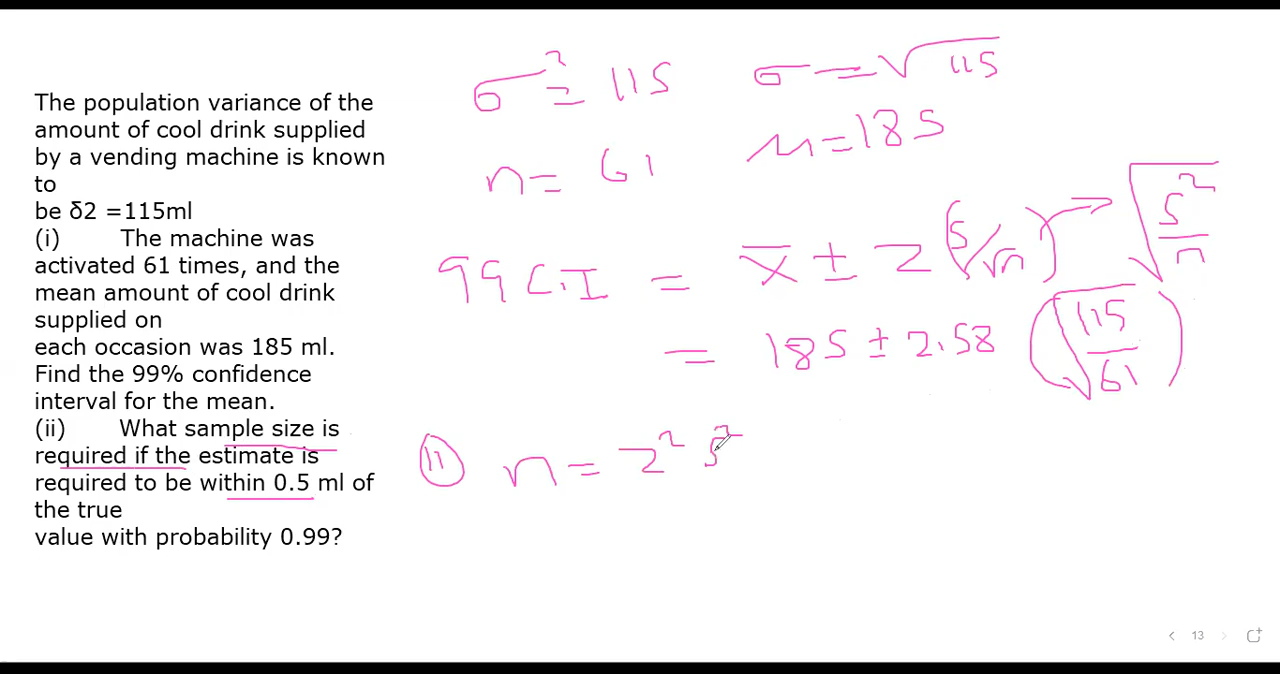 The population variance of the
amount of cool drink supplied
by a vending machine is known
to
be δ2 =115ml
(i) The machine was
activated 61 times, and the
mean amount of cool drink
supplied on
each occasion was 185 ml.
Find the 99% confidence
interval for the mean.
(ii) What sample size is
required if the estimate is
required to be within 0.5 ml of
the true
value with probability 0.99?
σ² = 115 σ = √115
n = 61 μ = 185
99 C.I = x̅ ± Z (S/√n) → √(S²/n)
= 185 ± 2.58 (√(115/61))
(ii) n = Z² S²
13